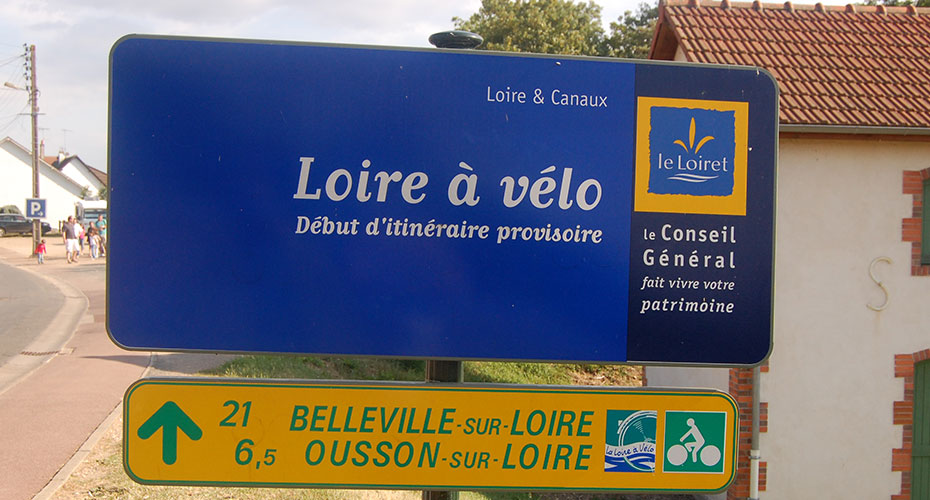 Loire & Canaux
Loire à vélo
Début d'itinéraire provisoire
le Loiret
le Conseil
Général
fait vivre votre
patrimoine
P
21 BELLEVILLE-SUR-LOIRE
6,5 OUSSON-SUR-LOIRE
la Loire à Vélo